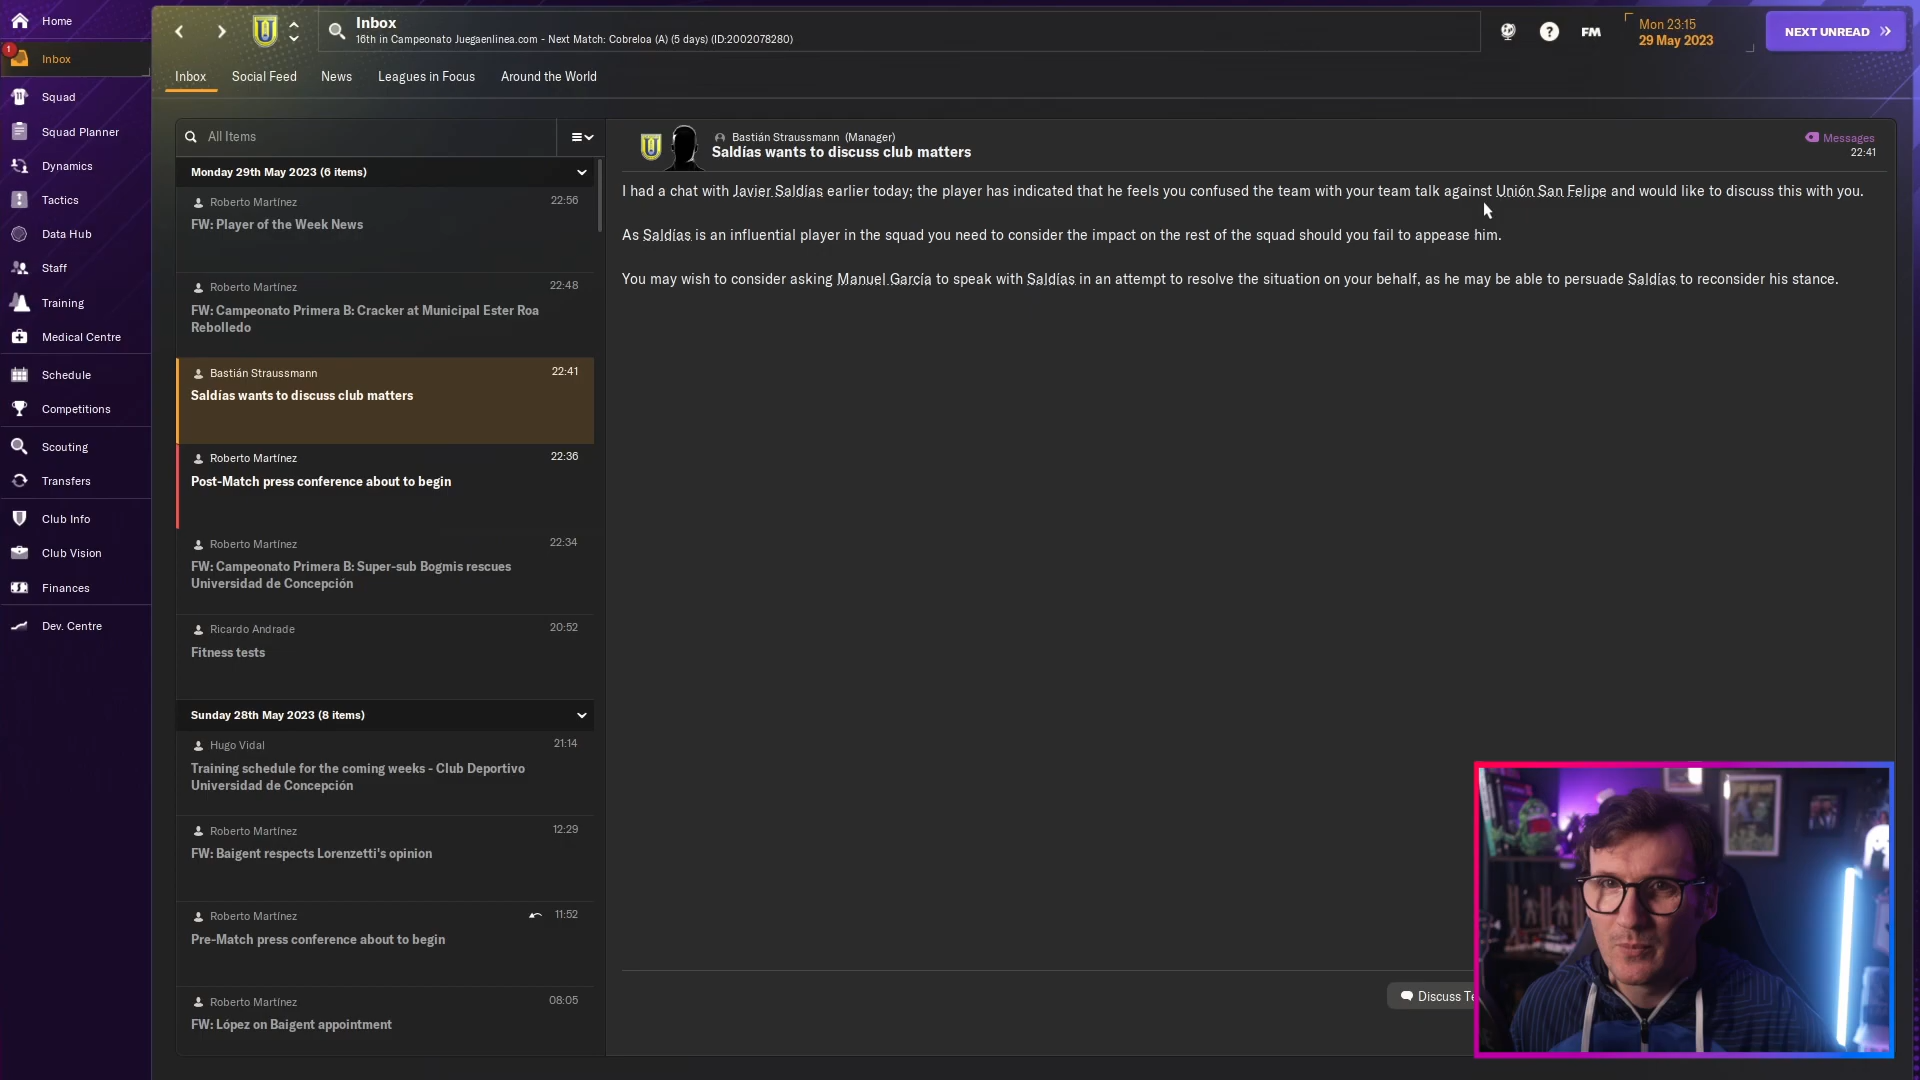 Home
1
Inbox
Squad
Squad Planner
Dynamics
Tactics
Data Hub
Staff
Training
Medical Centre
Schedule
Competitions
Scouting
Transfers
Club Info
Club Vision
Finances
Dev. Centre
Inbox
16th in Campeonato Juegaenlinea.com - Next Match: Cobreloa (A) (5 days) (ID:2002078280)
FM
Mon 23:15
29 May 2023
NEXT UNREAD
Inbox Social Feed News Leagues in Focus Around the World
All Items
Monday 29th May 2023 (6 items)
Roberto Martínez 22:56
FW: Player of the Week News
Roberto Martínez 22:48
FW: Campeonato Primera B: Cracker at Municipal Ester Roa
Rebolledo
Bastián Straussmann 22:41
Saldías wants to discuss club matters
Roberto Martínez 22:36
Post-Match press conference about to begin
Roberto Martínez 22:34
FW: Campeonato Primera B: Super-sub Bogmis rescues
Universidad de Concepción
Ricardo Andrade 20:52
Fitness tests
Sunday 28th May 2023 (8 items)
Hugo Vidal 21:14
Training schedule for the coming weeks - Club Deportivo
Universidad de Concepción
Roberto Martínez 12:29
FW: Baigent respects Lorenzetti's opinion
Roberto Martínez 11:52
Pre-Match press conference about to begin
Roberto Martínez 08:05
FW: López on Baigent appointment
Bastián Straussmann (Manager)
Saldías wants to discuss club matters
Messages
22:41
I had a chat with Javier Saldías earlier today; the player has indicated that he feels you confused the team with your team talk against Unión San Felipe and would like to discuss this with you.
As Saldías is an influential player in the squad you need to consider the impact on the rest of the squad should you fail to appease him.
You may wish to consider asking Manuel García to speak with Saldías in an attempt to resolve the situation on your behalf, as he may be able to persuade Saldías to reconsider his stance.
Discuss Te